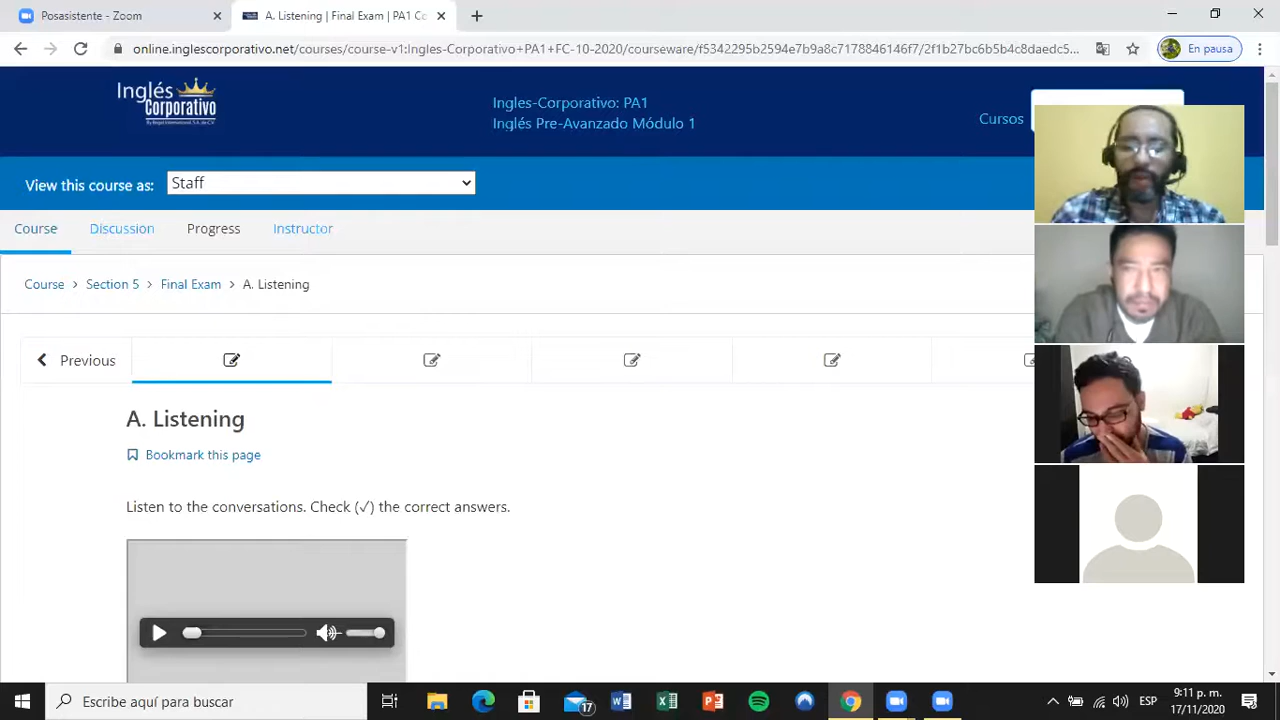 Posasistente - Zoom
A. Listening | Final Exam | PA1 Co
online.inglescorporativo.net/courses/course-v1:Ingles-Corporativo+PA1+FC-10-2020/courseware/f5342295b2594e7b9a8c7178846146f7/2f1b27bc6b5b4c8daedc5...
En pausa
Inglés
Corporativo
Ingles-Corporativo: PA1
Inglés Pre-Avanzado Módulo 1
Cursos
View this course as:
Staff
Course
Discussion
Progress
Instructor
Course > Section 5 > Final Exam > A. Listening
Previous
A. Listening
Bookmark this page
Listen to the conversations. Check (✓) the correct answers.
Escribe aquí para buscar
17
ESP
9:11 p. m.
17/11/2020